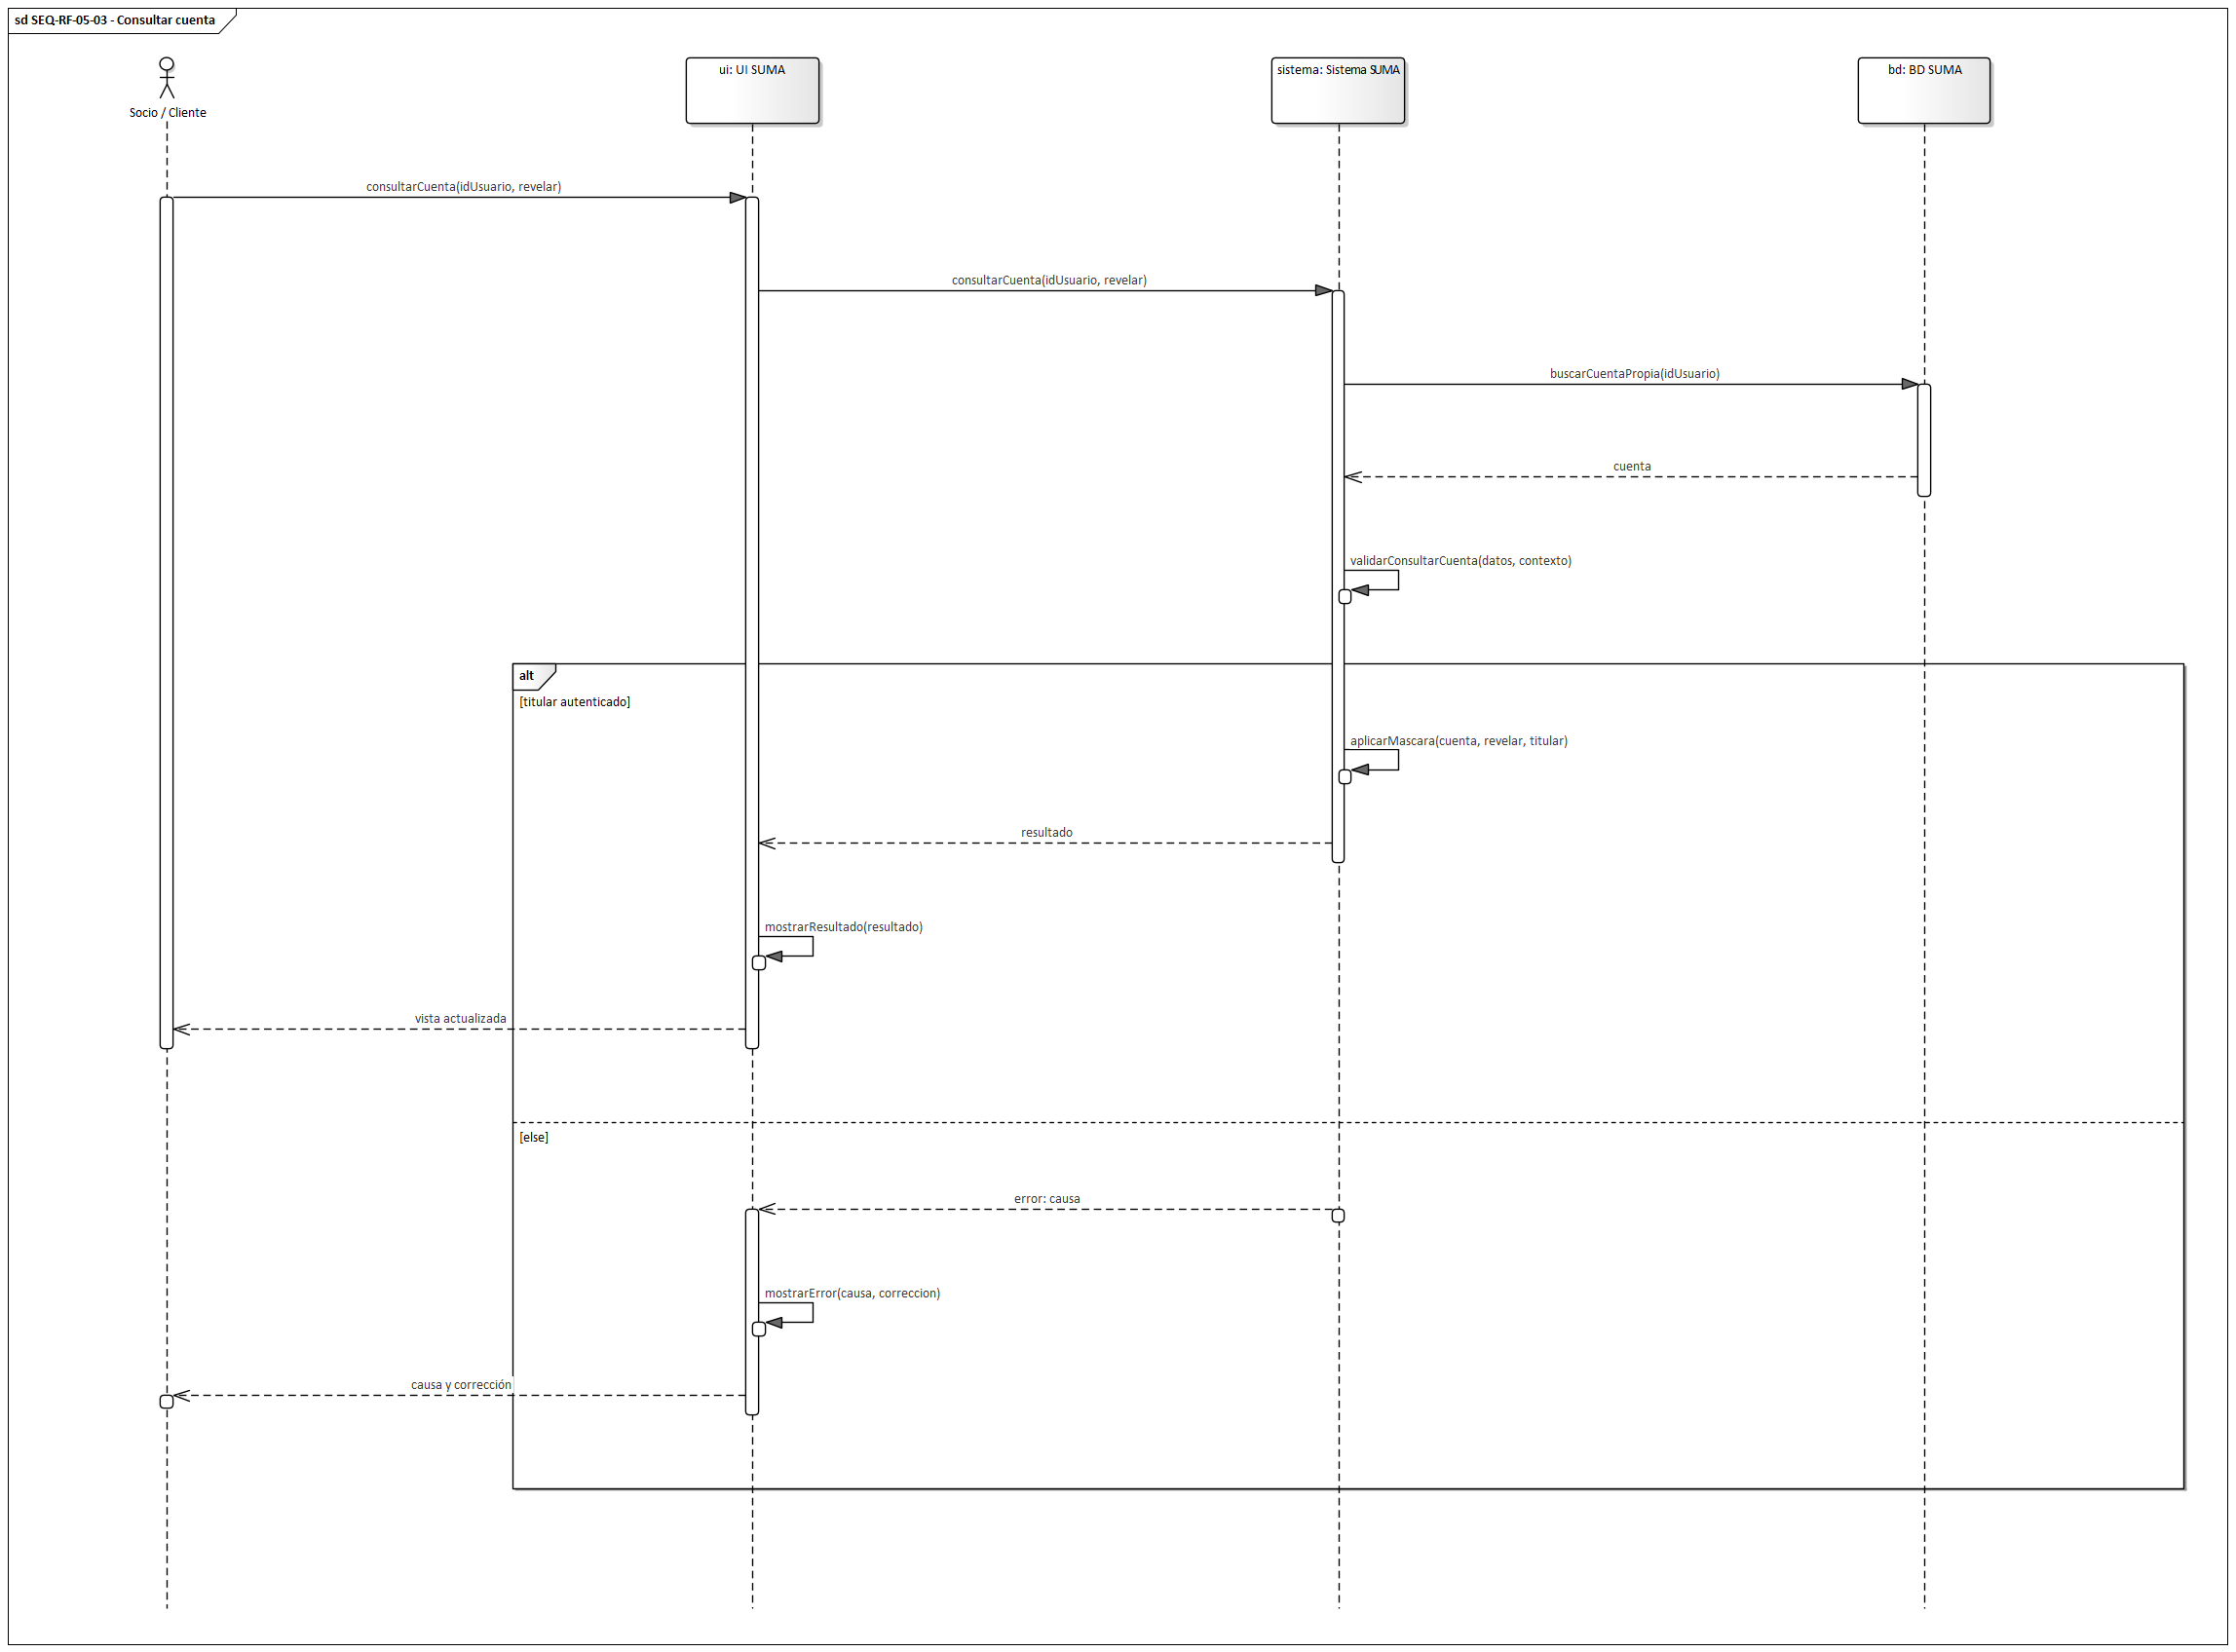 sd SEQ-RF-05-03 - Consultar cuenta
Socio / Cliente
ui: UI SUMA
sistema: Sistema SUMA
bd: BD SUMA
consultarCuenta(idUsuario, revelar)
consultarCuenta(idUsuario, revelar)
buscarCuentaPropia(idUsuario)
cuenta
validarConsultarCuenta(datos, contexto)
alt
[titular autenticado]
aplicarMascara(cuenta, revelar, titular)
resultado
mostrarResultado(resultado)
vista actualizada
[else]
error: causa
mostrarError(causa, correccion)
causa y corrección